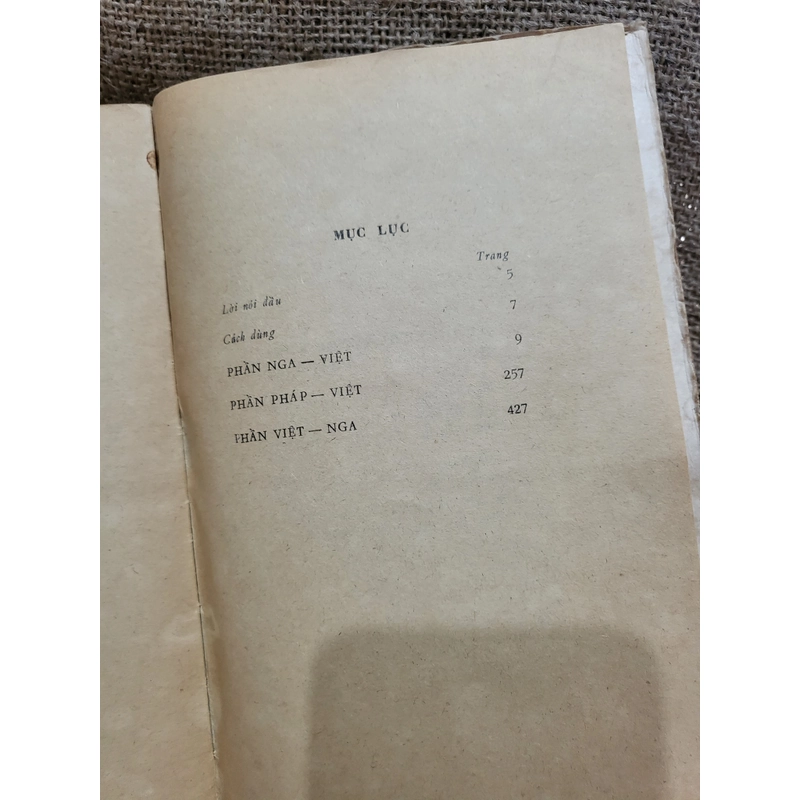 MỤC LỤC
Trang
Lời nói đầu 5
Cách dùng 7
PHẦN NGA — VIỆT 9
PHẦN PHÁP — VIỆT 257
PHẦN VIỆT — NGA 427